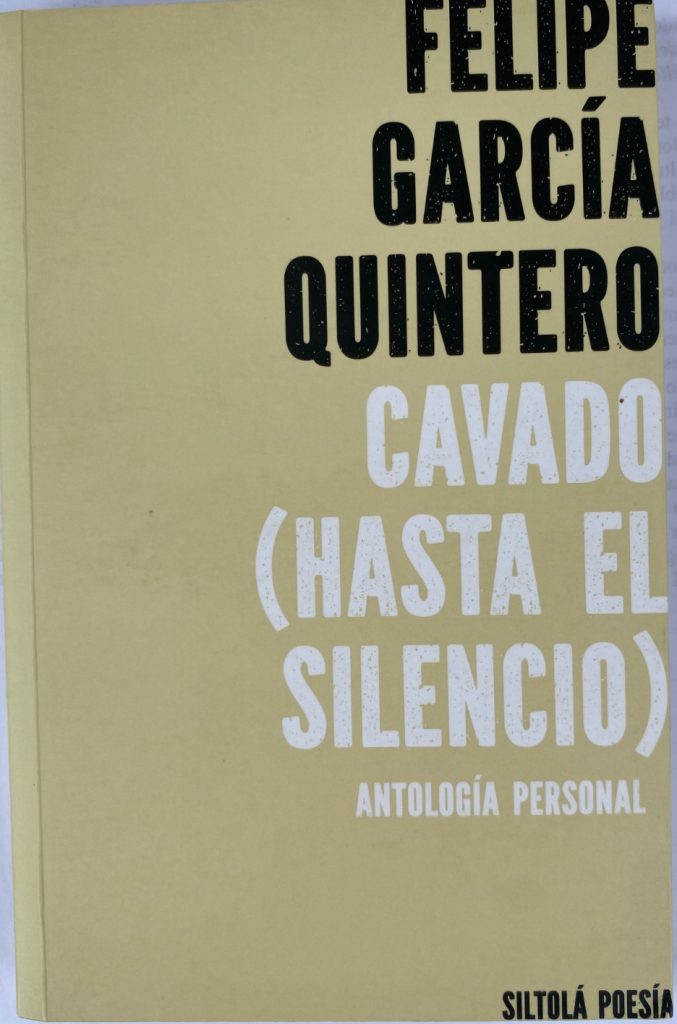 FELIPE
GARCÍA
QUINTERO
CAVADO
(HASTA EL
SILENCIO)
ANTOLOGÍA PERSONAL
SILTOLÁ POESÍA